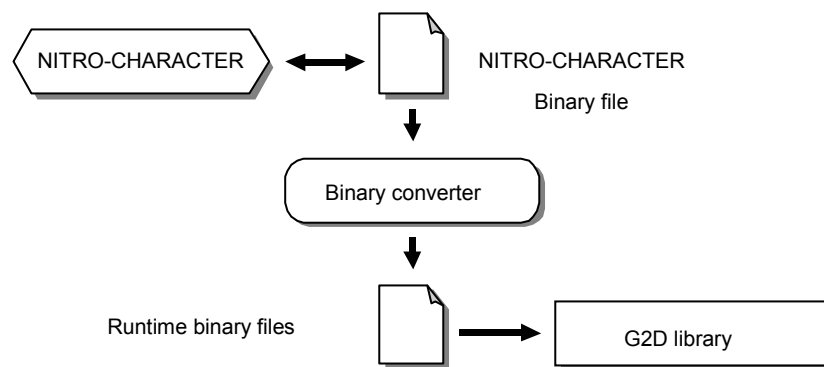 NITRO-CHARACTER
NITRO-CHARACTER
Binary file
Binary converter
Runtime binary files
G2D library